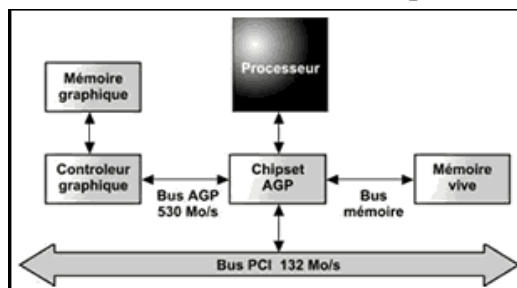 Processeur
Mémoire
graphique
Controleur
graphique
Bus AGP
530 Mo/s
Chipset
AGP
Bus
mémoire
Mémoire
vive
Bus PCI 132 Mo/s